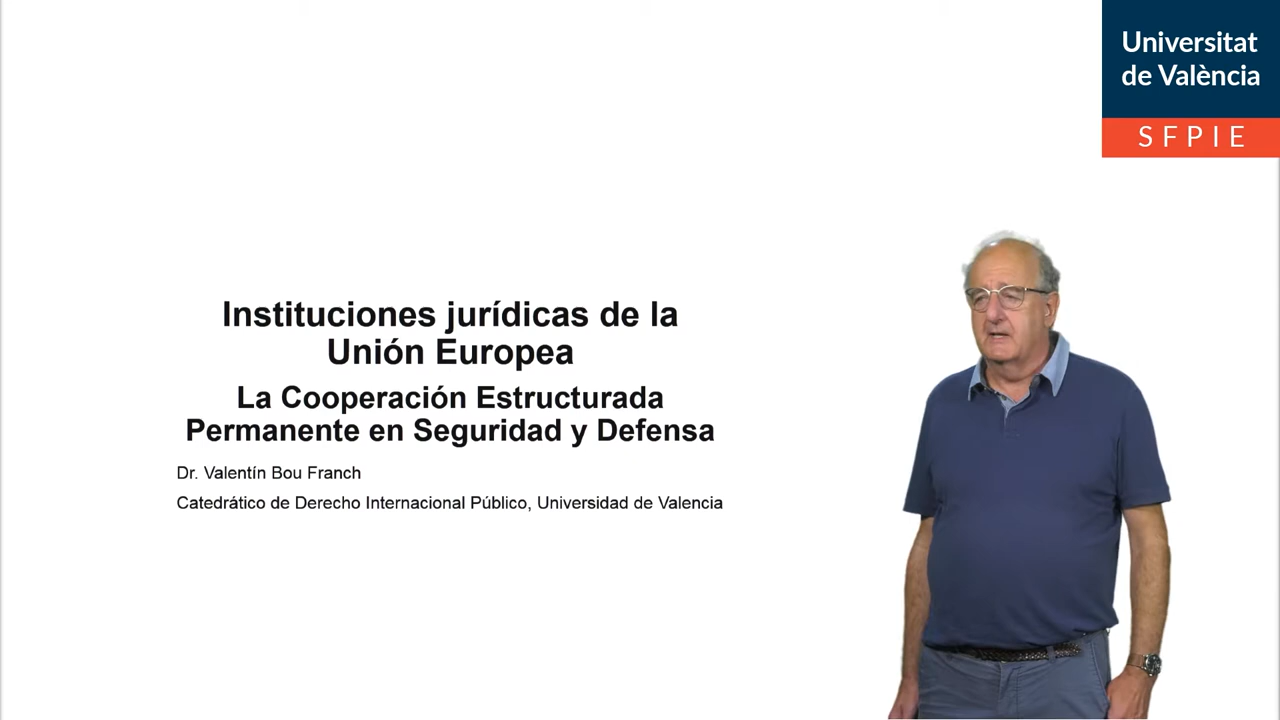 Universitat
de València
SFPIE
Instituciones jurídicas de la
Unión Europea
La Cooperación Estructurada
Permanente en Seguridad y Defensa
Dr. Valentín Bou Franch
Catedrático de Derecho Internacional Público, Universidad de Valencia